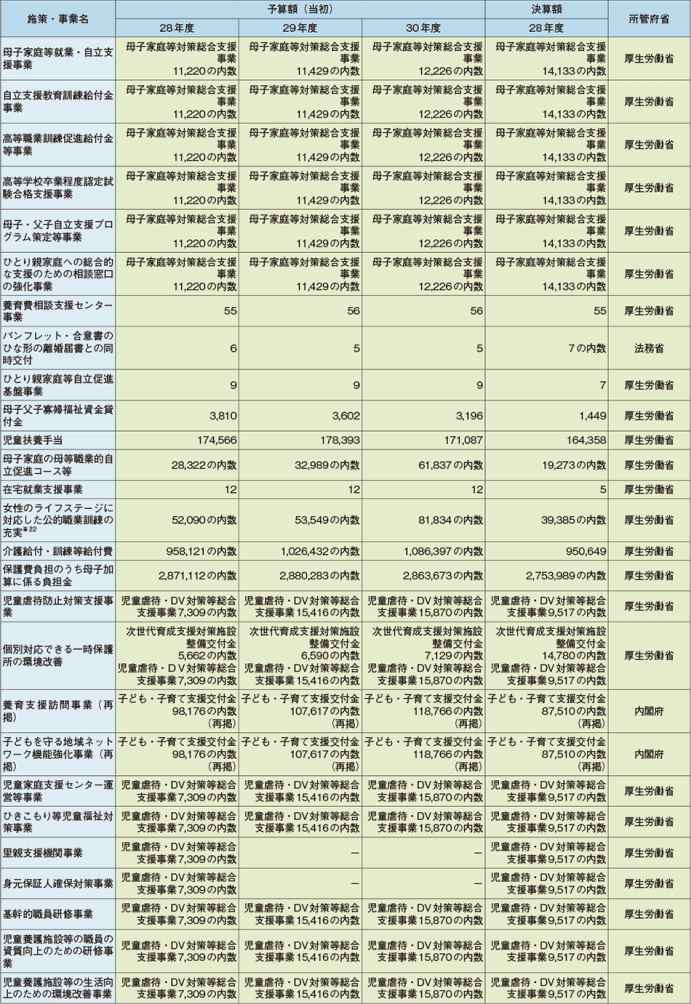 施策・事業名
予算額（当初）
決算額
所管府省
28年度
29年度
30年度
28年度
母子家庭等就業・自立支
援事業
母子家庭等対策総合支援
事業
11,220の内数
母子家庭等対策総合支援
事業
11,429の内数
母子家庭等対策総合支援
事業
12,226の内数
母子家庭等対策総合支援
事業
14,133の内数
厚生労働省
自立支援教育訓練給付金
事業
母子家庭等対策総合支援
事業
11,220の内数
母子家庭等対策総合支援
事業
11,429の内数
母子家庭等対策総合支援
事業
12,226の内数
母子家庭等対策総合支援
事業
14,133の内数
厚生労働省
高等職業訓練促進給付金
等事業
母子家庭等対策総合支援
事業
11,220の内数
母子家庭等対策総合支援
事業
11,429の内数
母子家庭等対策総合支援
事業
12,226の内数
母子家庭等対策総合支援
事業
14,133の内数
厚生労働省
高等学校卒業程度認定試
験合格支援事業
母子家庭等対策総合支援
事業
11,220の内数
母子家庭等対策総合支援
事業
11,429の内数
母子家庭等対策総合支援
事業
12,226の内数
母子家庭等対策総合支援
事業
14,133の内数
厚生労働省
母子・父子自立支援プロ
グラム策定等事業
母子家庭等対策総合支援
事業
11,220の内数
母子家庭等対策総合支援
事業
11,429の内数
母子家庭等対策総合支援
事業
12,226の内数
母子家庭等対策総合支援
事業
14,133の内数
厚生労働省
ひとり親家庭への総合的
な支援のための相談窓口
の強化事業
母子家庭等対策総合支援
事業
11,220の内数
母子家庭等対策総合支援
事業
11,429の内数
母子家庭等対策総合支援
事業
12,226の内数
母子家庭等対策総合支援
事業
14,133の内数
厚生労働省
養育費相談支援センター
事業
55
56
56
55
厚生労働省
パンフレット・合意書の
ひな形の離婚届書との同
時交付
6
5
5
7の内数
法務省
ひとり親家庭等自立促進
基盤事業
9
9
9
7
厚生労働省
母子父子寡婦福祉資金貸
付金
3,810
3,602
3,196
1,449
厚生労働省
児童扶養手当
174,566
178,393
171,087
164,358
厚生労働省
母子家庭の母等職業的自
立促進コース等
28,322の内数
32,989の内数
61,837の内数
19,273の内数
厚生労働省
在宅就業支援事業
12
12
12
5
厚生労働省
女性のライフステージに
対応した公的職業訓練の
充実※22
52,090の内数
53,549の内数
81,834の内数
39,385の内数
厚生労働省
介護給付・訓練等給付費
958,121の内数
1,026,432の内数
1,086,397の内数
950,649
厚生労働省
保護費負担のうち母子加
算に係る負担金
2,871,112の内数
2,880,283の内数
2,863,673の内数
2,753,989の内数
厚生労働省
児童虐待防止対策支援事
業
児童虐待・DV対策等総合
支援事業7,309の内数
児童虐待・DV対策等総合
支援事業15,416の内数
児童虐待・DV対策等総合
支援事業15,870の内数
児童虐待・DV対策等総合
支援事業9,517の内数
厚生労働省
個別対応できる一時保護
所の環境改善
次世代育成支援対策施設
整備交付金
5,662の内数
児童虐待・DV対策等総合
支援事業7,309の内数
次世代育成支援対策施設
整備交付金
6,590の内数
児童虐待・DV対策等総合
支援事業15,416の内数
次世代育成支援対策施設
整備交付金
7,129の内数
児童虐待・DV対策等総合
支援事業15,870の内数
次世代育成支援対策施設
整備交付金
14,780の内数
児童虐待・DV対策等総合
支援事業9,517の内数
厚生労働省
養育支援訪問事業（再
掲）
子ども・子育て支援交付金
98,176の内数
（再掲）
子ども・子育て支援交付金
107,617の内数
（再掲）
子ども・子育て支援交付金
118,766の内数
（再掲）
子ども・子育て支援交付金
87,510の内数
（再掲）
内閣府
子どもを守る地域ネット
ワーク機能強化事業（再
掲）
子ども・子育て支援交付金
98,176の内数
（再掲）
子ども・子育て支援交付金
107,617の内数
（再掲）
子ども・子育て支援交付金
118,766の内数
（再掲）
子ども・子育て支援交付金
87,510の内数
（再掲）
内閣府
児童家庭支援センター運
営等事業
児童虐待・DV対策等総合
支援事業7,309の内数
児童虐待・DV対策等総合
支援事業15,416の内数
児童虐待・DV対策等総合
支援事業15,870の内数
児童虐待・DV対策等総合
支援事業9,517の内数
厚生労働省
ひきこもり等児童福祉対
策事業
児童虐待・DV対策等総合
支援事業7,309の内数
児童虐待・DV対策等総合
支援事業15,416の内数
児童虐待・DV対策等総合
支援事業15,870の内数
児童虐待・DV対策等総合
支援事業9,517の内数
厚生労働省
里親支援機関事業
児童虐待・DV対策等総合
支援事業7,309の内数
－
－
児童虐待・DV対策等総合
支援事業9,517の内数
厚生労働省
身元保証人確保対策事業
児童虐待・DV対策等総合
支援事業7,309の内数
－
－
児童虐待・DV対策等総合
支援事業9,517の内数
厚生労働省
基幹的職員研修事業
児童虐待・DV対策等総合
支援事業7,309の内数
児童虐待・DV対策等総合
支援事業15,416の内数
児童虐待・DV対策等総合
支援事業15,870の内数
児童虐待・DV対策等総合
支援事業9,517の内数
厚生労働省
児童養護施設等の職員の
資質向上のための研修事
業
児童虐待・DV対策等総合
支援事業7,309の内数
児童虐待・DV対策等総合
支援事業15,416の内数
児童虐待・DV対策等総合
支援事業15,870の内数
児童虐待・DV対策等総合
支援事業9,517の内数
厚生労働省
児童養護施設等の生活向
上のための環境改善事業
児童虐待・DV対策等総合
支援事業7,309の内数
児童虐待・DV対策等総合
支援事業15,416の内数
児童虐待・DV対策等総合
支援事業15,870の内数
児童虐待・DV対策等総合
支援事業9,517の内数
厚生労働省